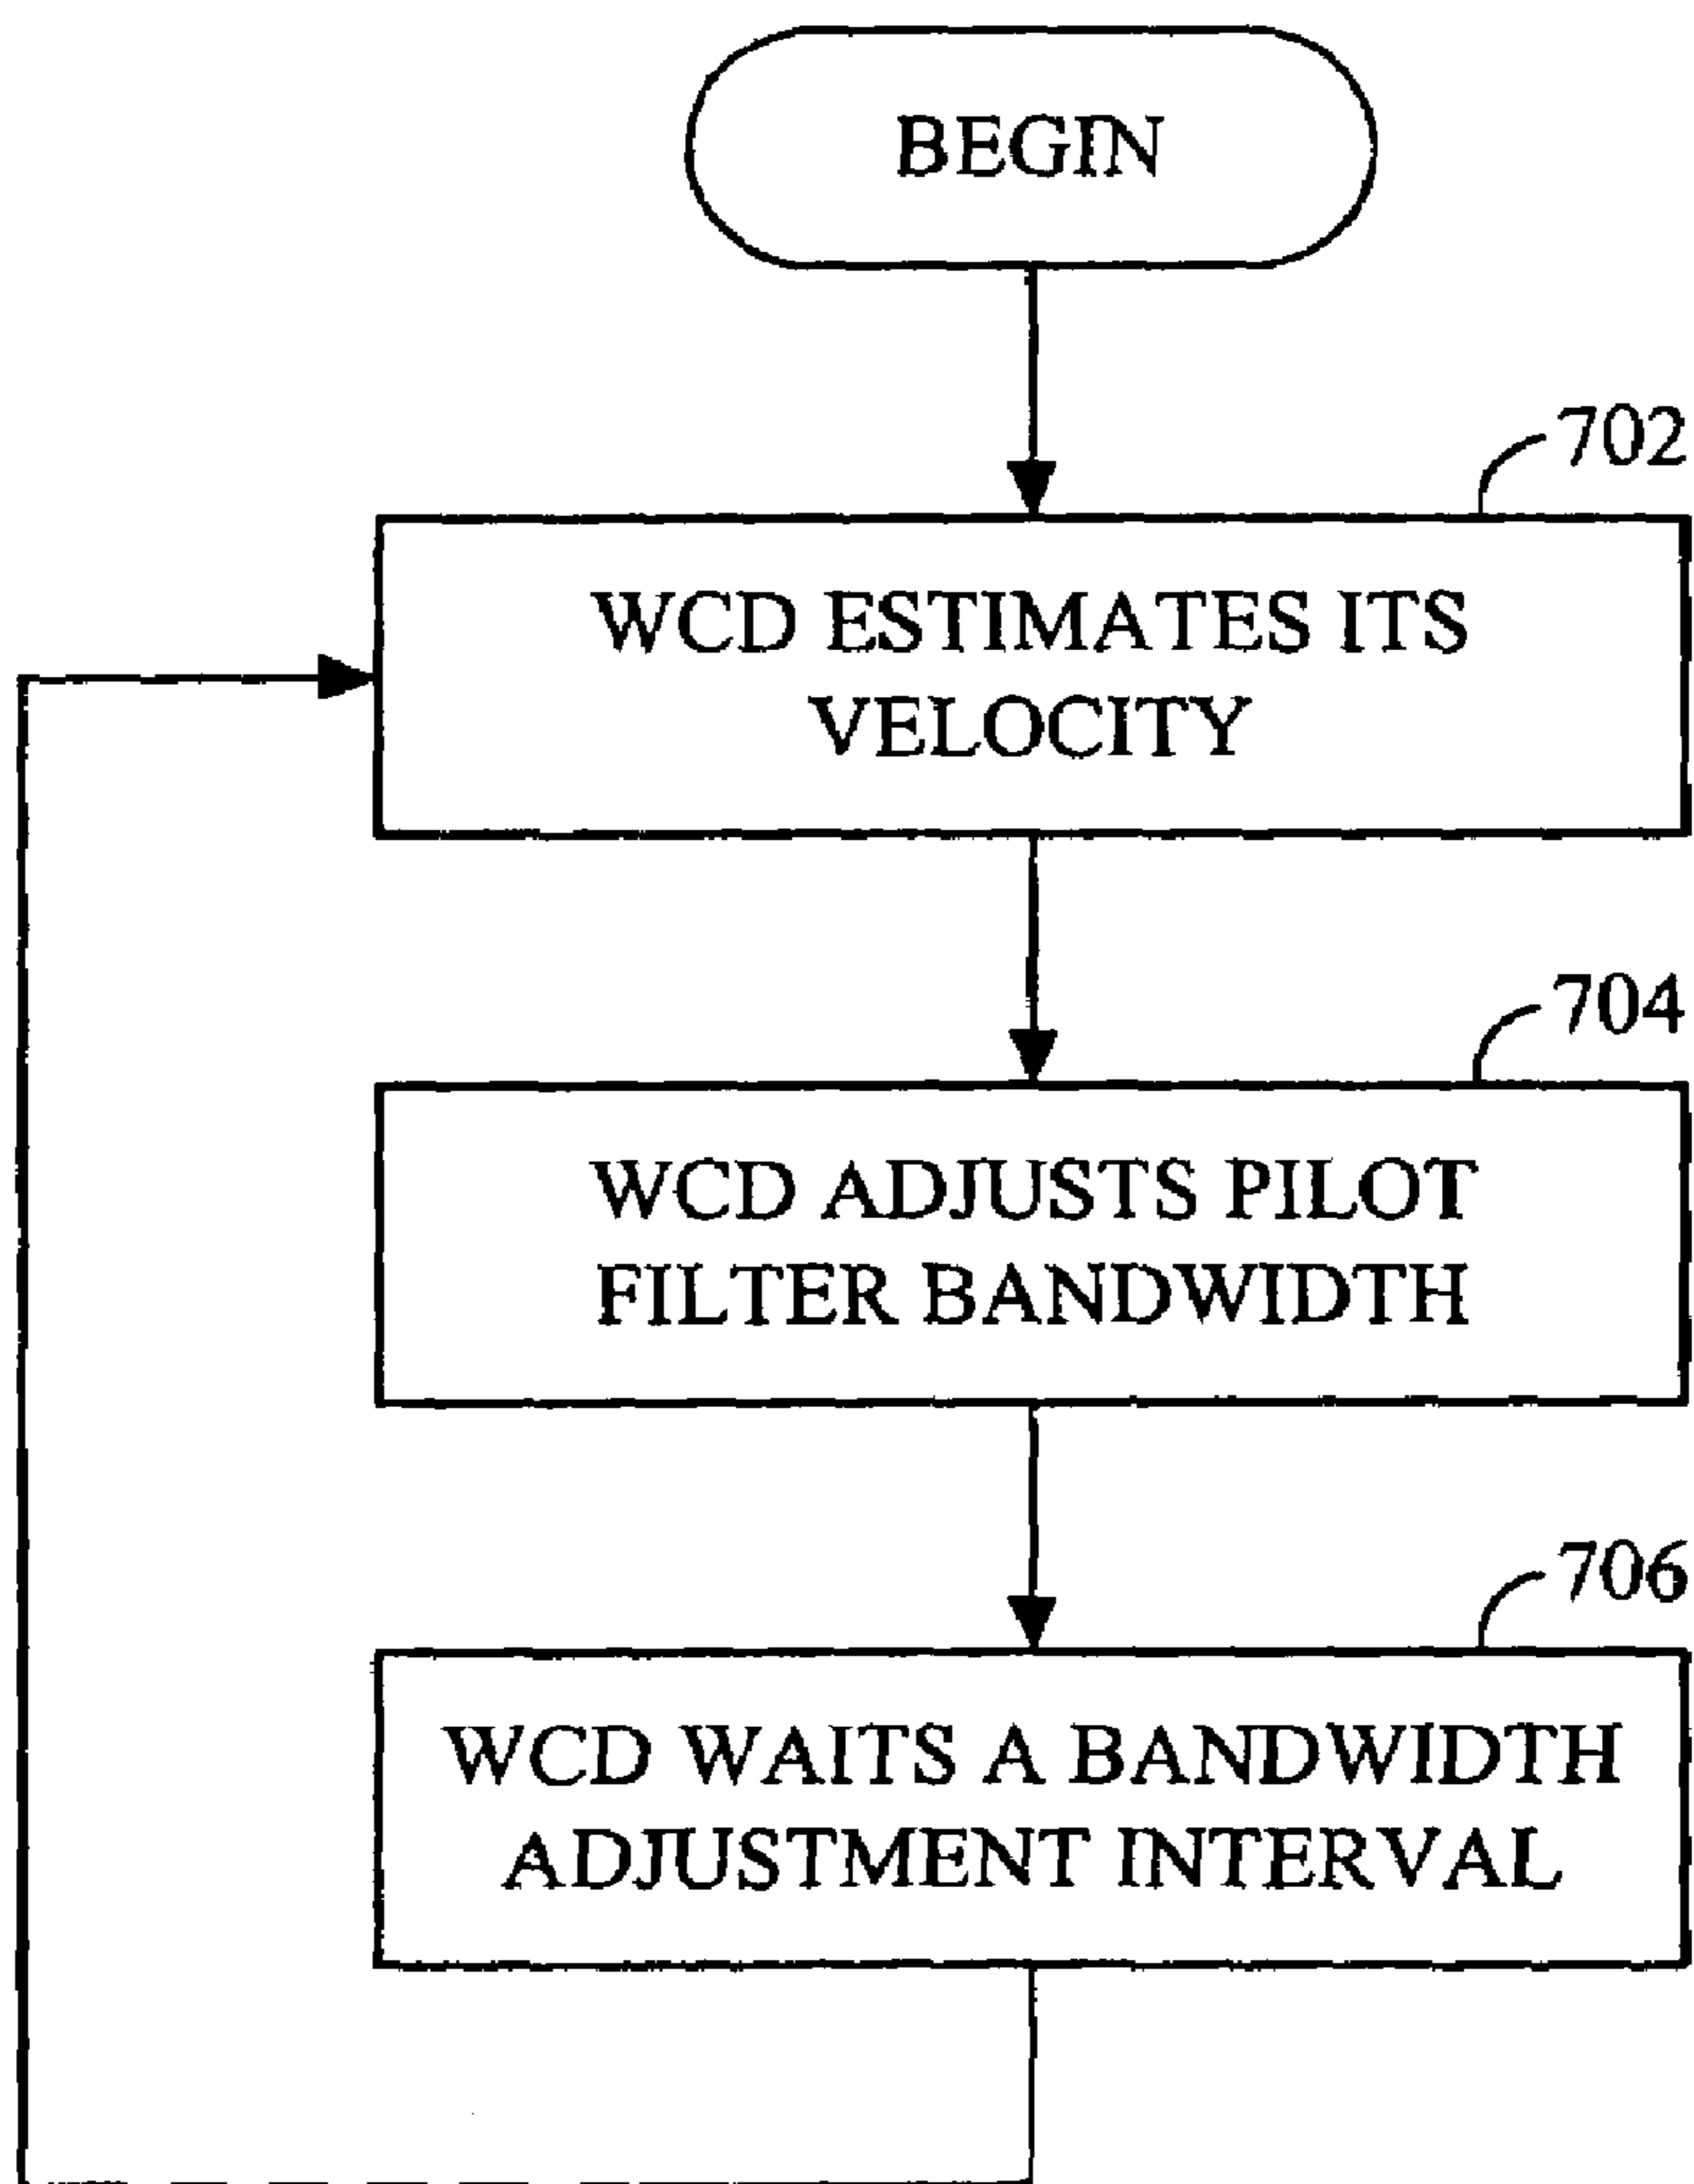 BEGIN
702
WCD ESTIMATES ITS
VELOCITY
704
WCD ADJUSTS PILOT
FILTER BANDWIDTH
706
WCD WAITS A BANDWIDTH
ADJUSTMENT INTERVAL